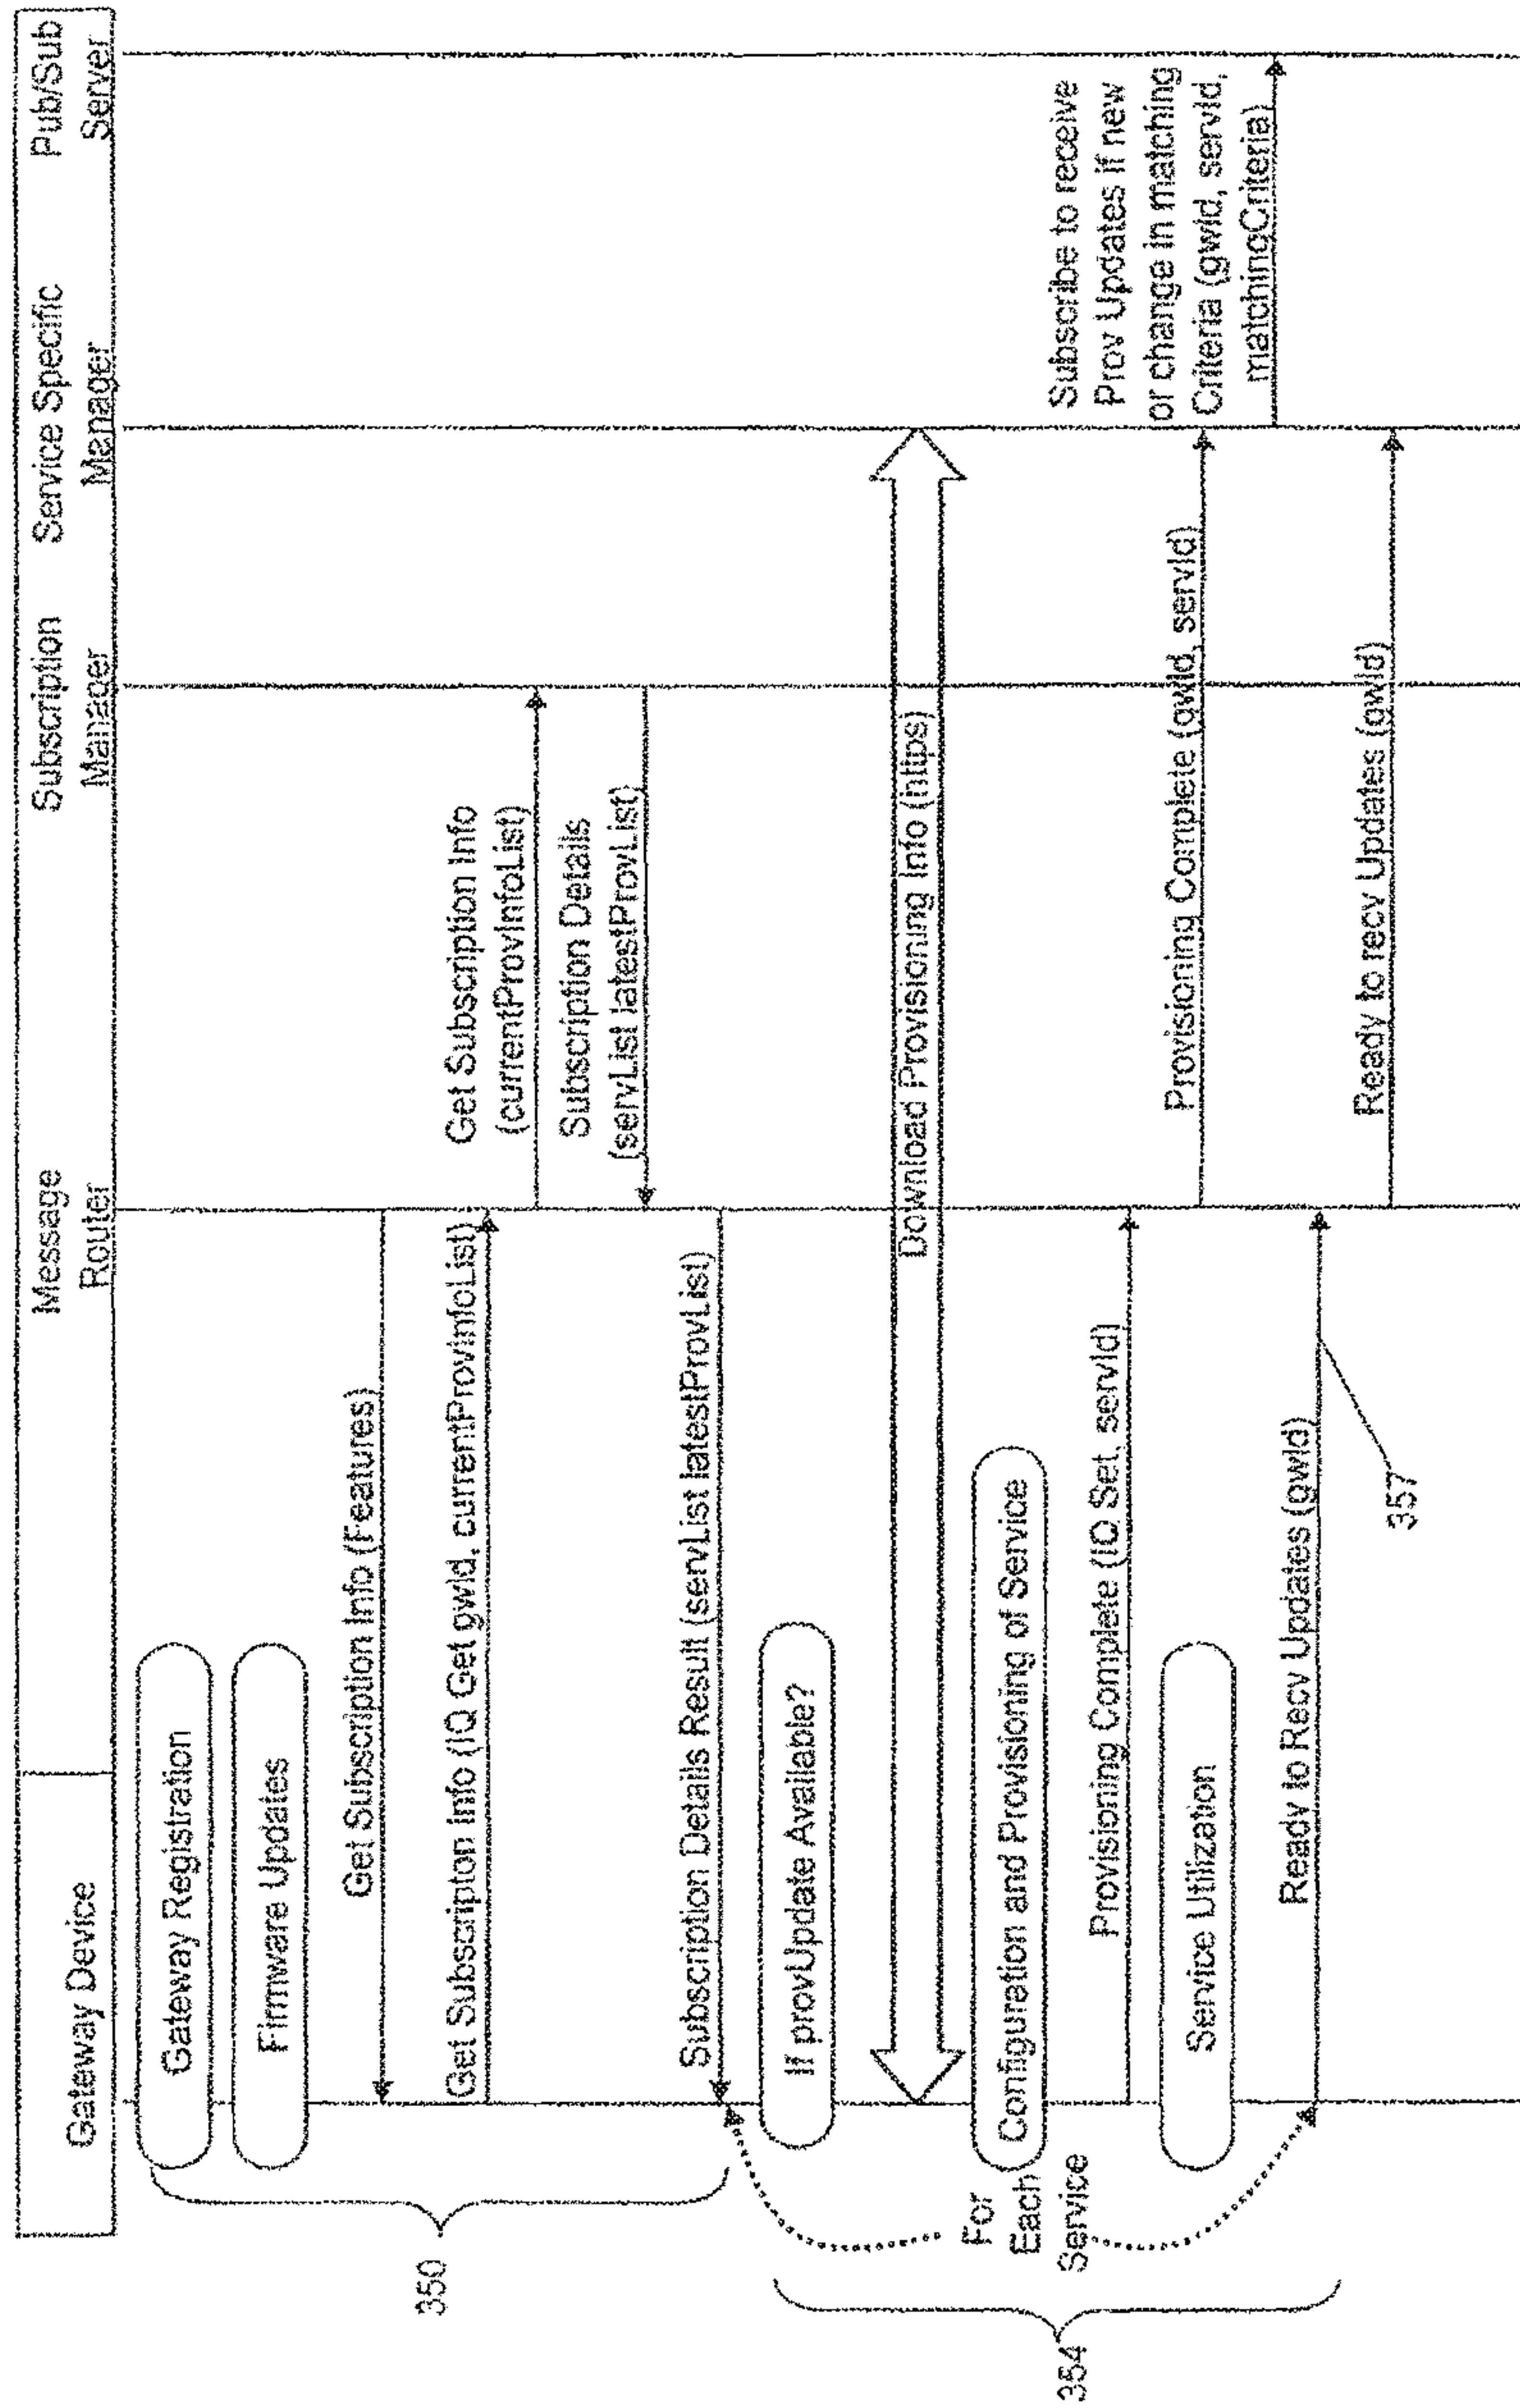 Gateway Device
Message
Router
Subscription
Manager
Service Specific
Manager
Pub/Sub
Server
Gateway Registration
Firmware Updates
Get Subscription Info (Features)
Get Subscripton Info (IQ Get gwId, currentProvInfoList)
Get Subscription Info
(currentProvInfoList)
Subscription Details
(servList latestProvList)
Subscription Details Result (servList latestProvList)
350
If provUpdate Available?
Download Provisioning Info (https)
Configuration and Provisioning of Service
For
Each
Service
Provisioning Complete (IQ Set, servId)
Provisioning Complete (gwId, servId)
Subscribe to receive
Prov Updates if new
or change in matching
Criteria (gwId, servId,
matchingCriteria)
Service Utilization
Ready to Recv Updates (gwId)
Ready to recv Updates (gwId)
357
354